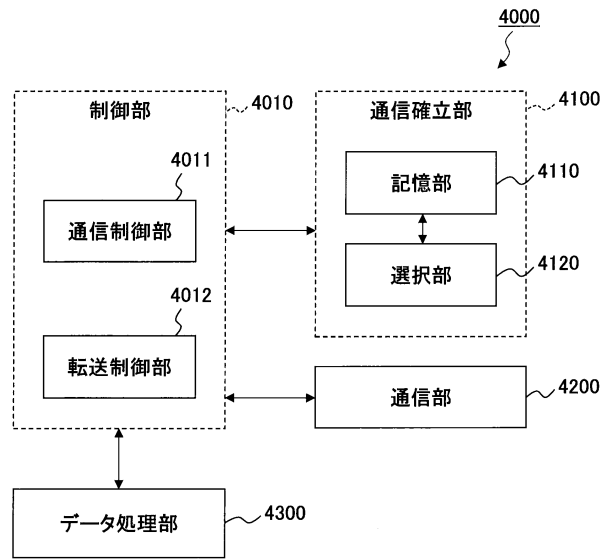 4000
制御部
4010
4011
通信制御部
4012
転送制御部
通信確立部
4100
記憶部
4110
選択部
4120
通信部
4200
データ処理部
4300